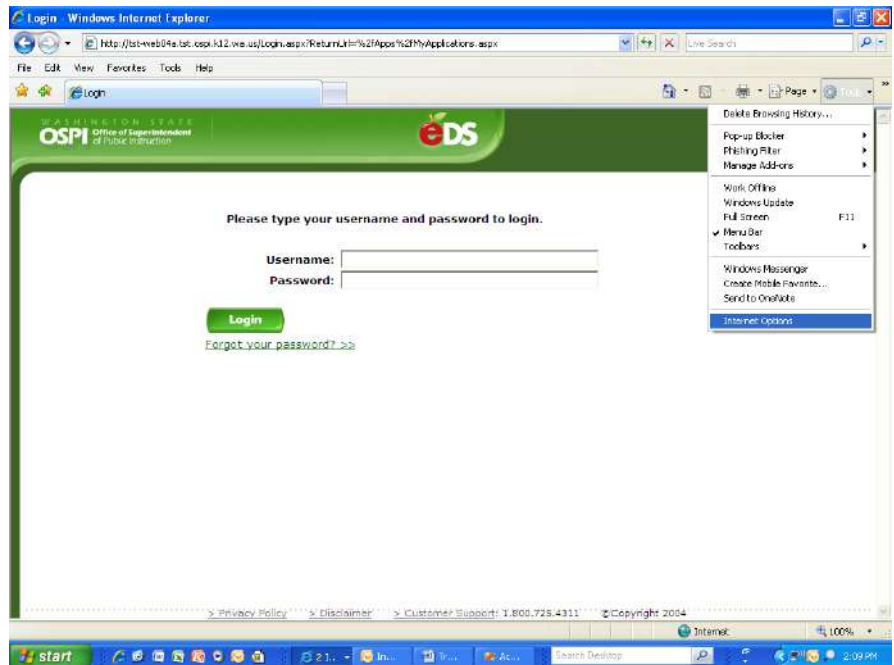 Login - Windows Internet Explorer
http://tst-web04a.tst.ospi.k12.wa.us/Login.aspx?ReturnUrl=%2fApps%2fMyApplications.aspx
Live Search
File Edit View Favorites Tools Help
Login
Page
Tools
WASHINGTON STATE
OSPI Office of Superintendent
of Public Instruction
eDS
Delete Browsing History...
Pop-up Blocker
Phishing Filter
Manage Add-ons
Work Offline
Windows Update
Full Screen F11
Menu Bar
Toolbars
Windows Messenger
Create Mobile Favorite...
Send to OneNote
Internet Options
Please type your username and password to login.
Username:
Password:
Login
Forgot your password? >>
> Privacy Policy > Disclaimer > Customer Support: 1.800.725.4311 ©Copyright 2004
Internet 100%
start 2 I... In... Tr... Ac... Search Desktop 2:09 PM